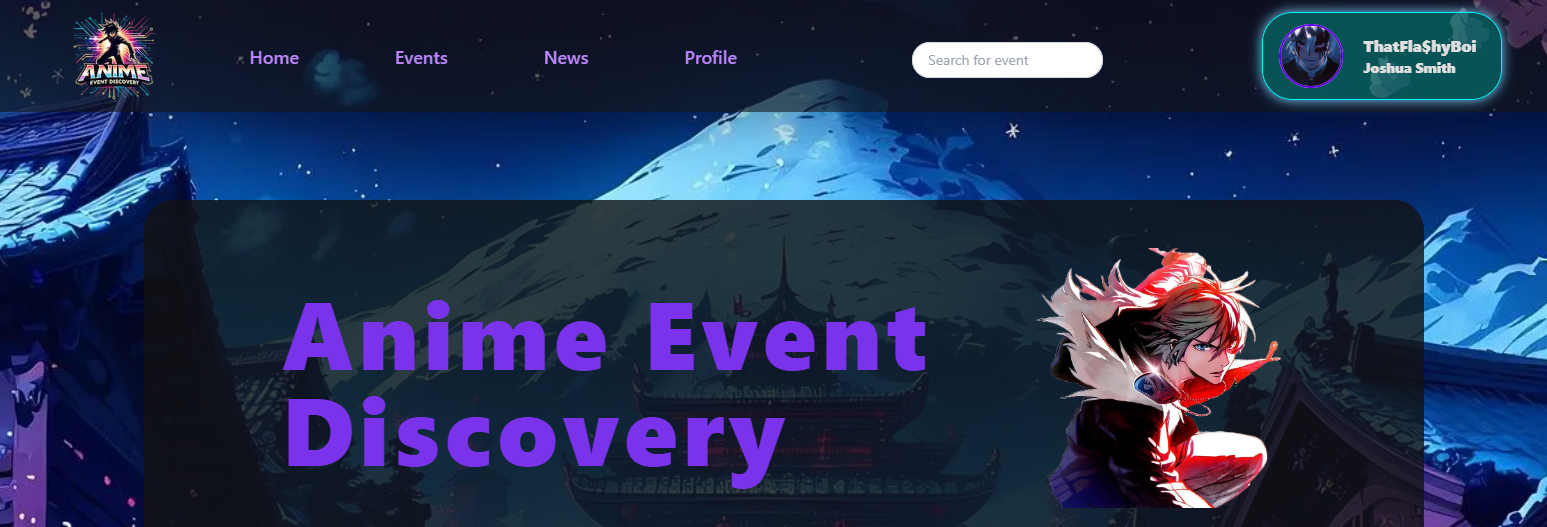 ANIME
EVENT DISCOVERY
Home
Events
News
Profile
Search for event
ThatFla$hyBoi
Joshua Smith
Anime Event
Discovery